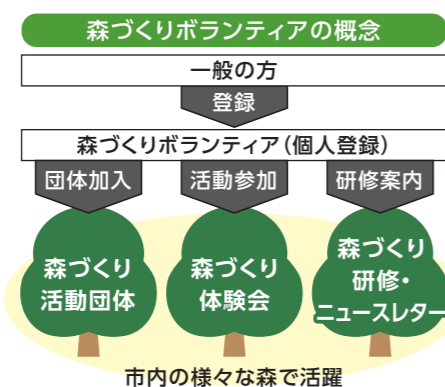 森づくりボランティアの概念
一般の方
登録
森づくりボランティア(個人登録)
団体加入
活動参加
研修案内
森づくり
活動団体
森づくり
体験会
森づくり
研修・
ニュースレター
市内の様々な森で活躍